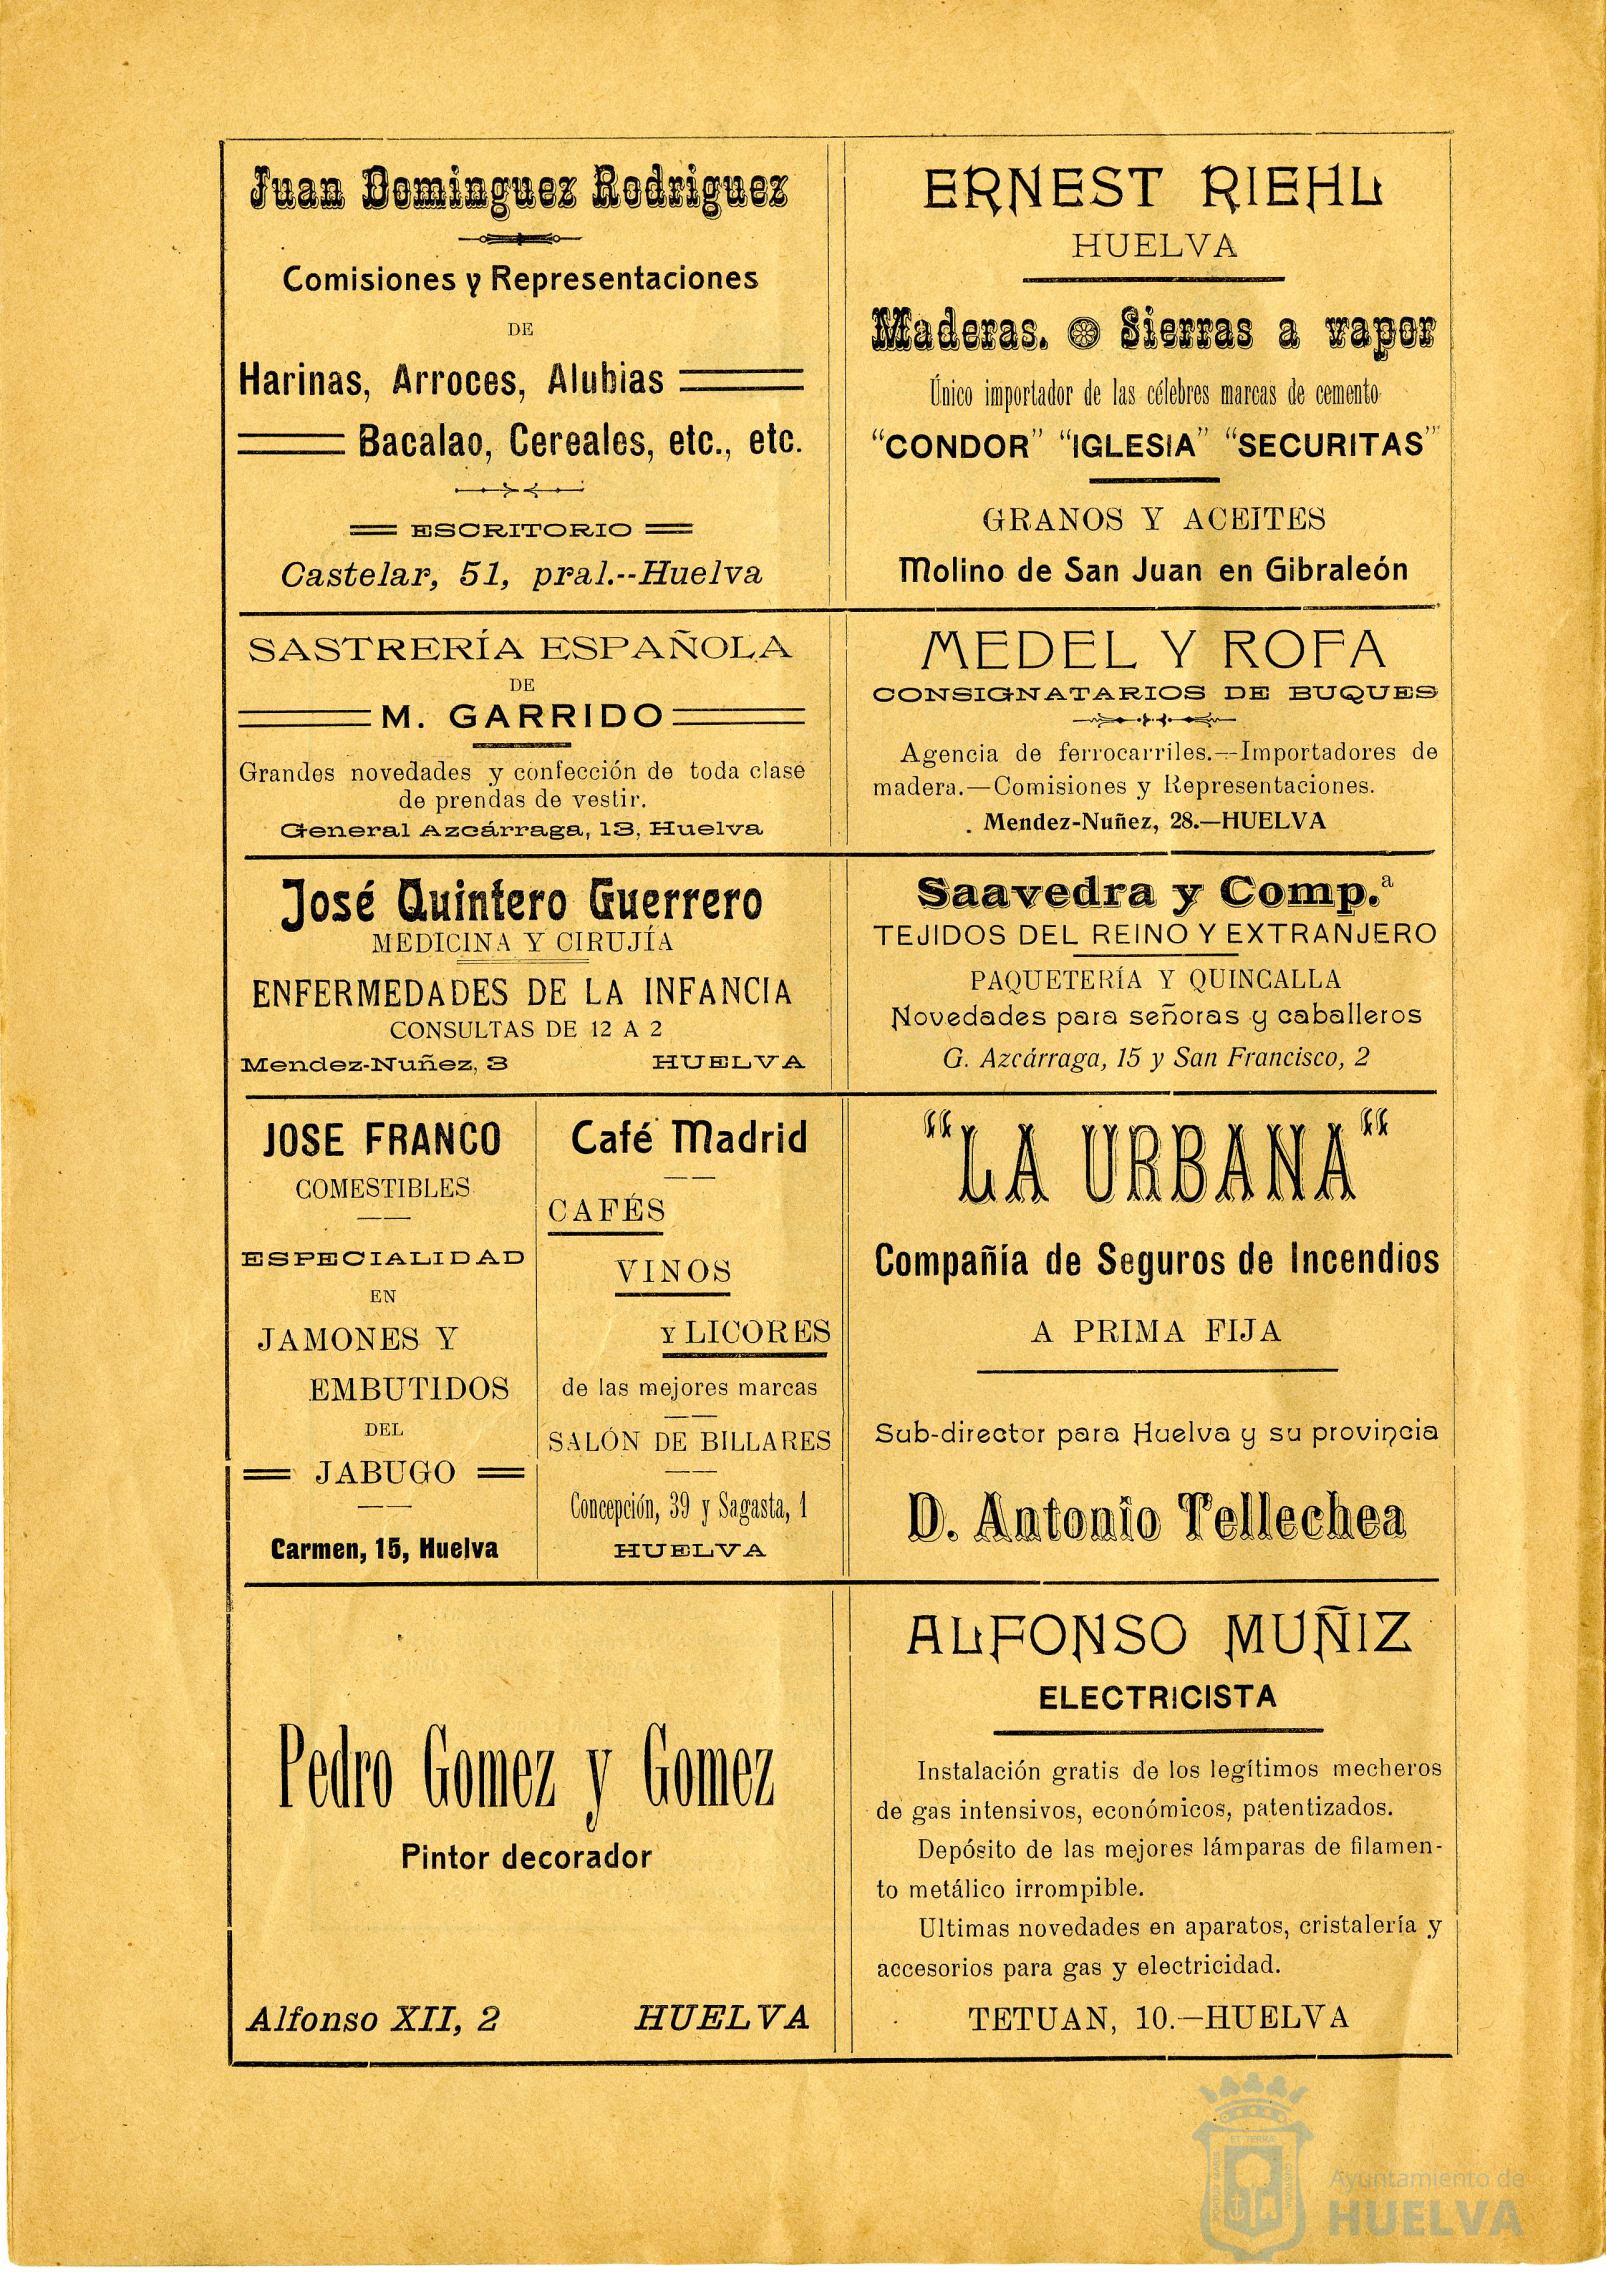 Juan Dominguez Rodriguez
Comisiones y Representaciones
DE
Harinas, Arroces, Alubias
Bacalao, Cereales, etc., etc.
ESCRITORIO
Castelar, 51, pral.--Huelva
ERNEST RIEHL
HUELVA
Maderas. Sierras a vapor
Único importador de las célebres marcas de cemento
"CONDOR" "IGLESIA" "SECURITAS"
GRANOS Y ACEITES
Molino de San Juan en Gibraleón
SASTRERÍA ESPAÑOLA
DE
M. GARRIDO
Grandes novedades y confección de toda clase
de prendas de vestir.
General Azcárraga, 13, Huelva
MEDEL Y ROFA
CONSIGNATARIOS DE BUQUES
Agencia de ferrocarriles.—Importadores de
madera.—Comisiones y Representaciones.
Mendez-Nuñez, 28.—HUELVA
José Quintero Guerrero
MEDICINA Y CIRUJÍA
ENFERMEDADES DE LA INFANCIA
CONSULTAS DE 12 A 2
Mendez-Nuñez, 3 HUELVA
Saavedra y Comp.ª
TEJIDOS DEL REINO Y EXTRANJERO
PAQUETERÍA Y QUINCALLA
Novedades para señoras y caballeros
G. Azcárraga, 15 y San Francisco, 2
JOSE FRANCO
COMESTIBLES
ESPECIALIDAD
EN
JAMONES Y
EMBUTIDOS
DEL
JABUGO
Carmen, 15, Huelva
Café Madrid
CAFÉS
VINOS
Y LICORES
de las mejores marcas
SALÓN DE BILLARES
Concepción, 39 y Sagasta, 1
HUELVA
"LA URBANA"
Compañía de Seguros de Incendios
A PRIMA FIJA
Sub-director para Huelva y su provincia
D. Antonio Tellechea
Pedro Gomez y Gomez
Pintor decorador
Alfonso XII, 2 HUELVA
ALFONSO MUÑIZ
ELECTRICISTA
Instalación gratis de los legítimos mecheros
de gas intensivos, económicos, patentizados.
Depósito de las mejores lámparas de filamen-
to metálico irrompible.
Ultimas novedades en aparatos, cristalería y
accesorios para gas y electricidad.
TETUAN, 10.—HUELVA
Ayuntamiento de
HUELVA